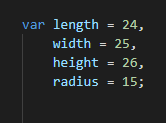 var length = 24,
    width = 25,
    height = 26,
    radius = 15;